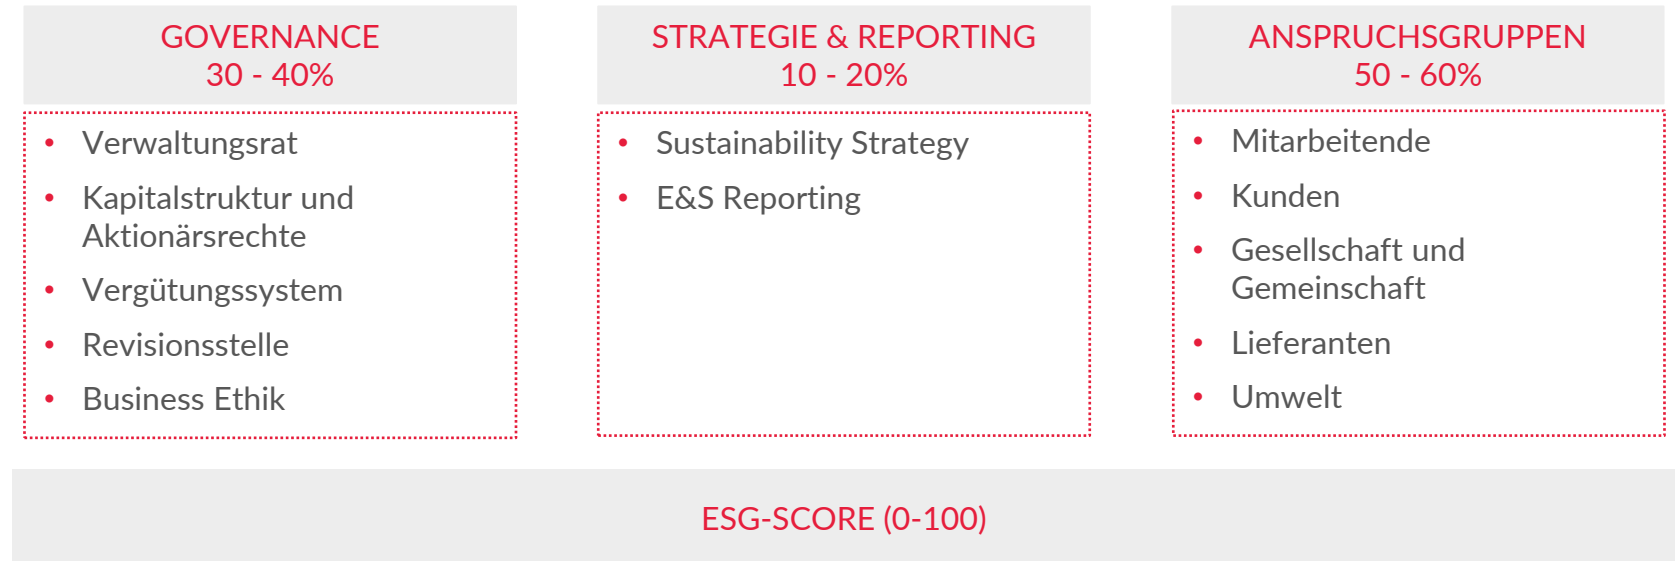 GOVERNANCE
30 - 40%
• Verwaltungsrat
• Kapitalstruktur und
Aktionärsrechte
• Vergütungssystem
• Revisionsstelle
• Business Ethik
STRATEGIE & REPORTING
10 - 20%
• Sustainability Strategy
• E&S Reporting
ANSPRUCHSGRUPPEN
50 - 60%
• Mitarbeitende
• Kunden
• Gesellschaft und
Gemeinschaft
• Lieferanten
• Umwelt
ESG-SCORE (0-100)